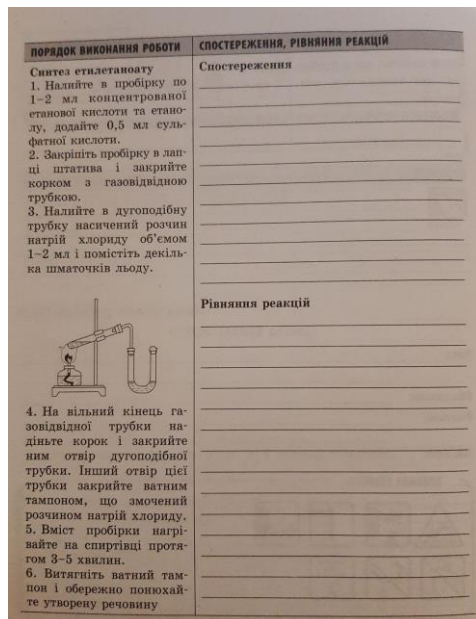 ПОРЯДОК ВИКОНАННЯ РОБОТИ
СПОСТЕРЕЖЕННЯ, РІВНЯННЯ РЕАКЦІЙ
Синтез етилетаноату
1. Налийте в пробірку по
1–2 мл концентрованої
етанової кислоти та етано-
лу, додайте 0,5 мл суль-
фатної кислоти.
2. Закріпіть пробірку в лап-
ці штатива і закрийте
корком з газовідвідною
трубкою.
3. Налийте в дугоподібну
трубку насичений розчин
натрій хлориду об’ємом
1–2 мл і помістіть декіль-
ка шматочків льоду.
4. На вільний кінець га-
зовідвідної трубки на-
діньте корок і закрийте
ним отвір дугоподібної
трубки. Інший отвір цієї
трубки закрийте ватним
тампоном, що змочений
розчином натрій хлориду.
5. Вміст пробірки нагрі-
вайте на спиртівці протя-
гом 3–5 хвилин.
6. Витягніть ватний там-
пон і обережно понюхай-
те утворену речовину
Спостереження
Рівняння реакцій